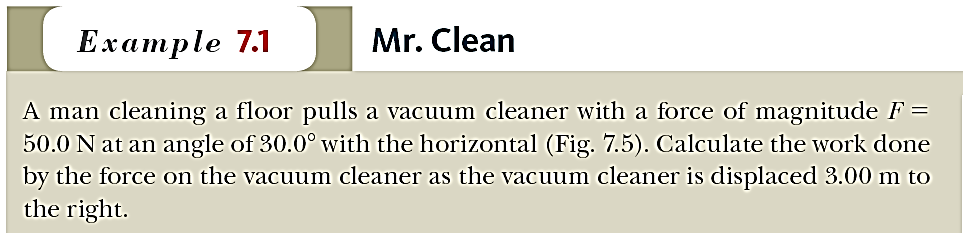 Example 7.1 Mr. Clean
A man cleaning a floor pulls a vacuum cleaner with a force of magnitude F =
50.0 N at an angle of 30.0° with the horizontal (Fig. 7.5). Calculate the work done
by the force on the vacuum cleaner as the vacuum cleaner is displaced 3.00 m to
the right.